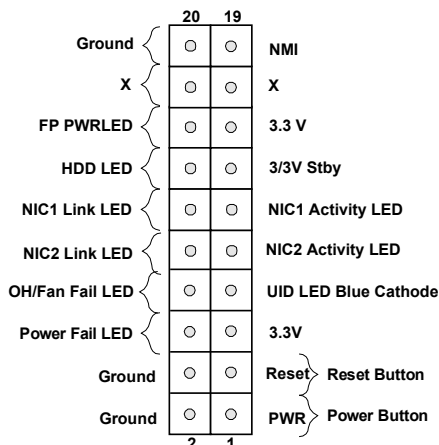 20 19
Ground NMI
X X
FP PWRLED 3.3 V
HDD LED 3/3V Stby
NIC1 Link LED NIC1 Activity LED
NIC2 Link LED NIC2 Activity LED
OH/Fan Fail LED UID LED Blue Cathode
Power Fail LED 3.3V
Ground Reset Reset Button
Ground PWR Power Button
2 1